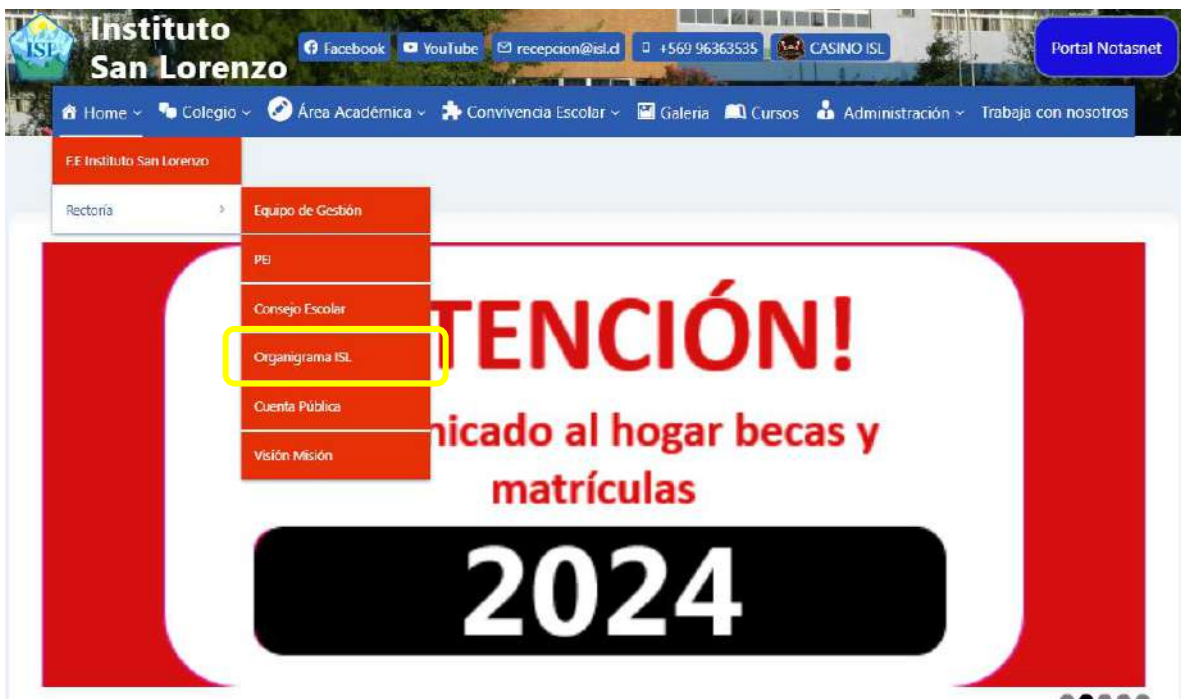 Instituto
San Lorenzo
ISL
Facebook
YouTube
recepcion@isl.cl
+569 96363535
CASINO ISL
Portal Notasnet
Home
Colegio
Área Académica
Convivencia Escolar
Galeria
Cursos
Administración
Trabaja con nosotros
F.E Instituto San Lorenzo
Rectoría
Equipo de Gestión
PEI
Consejo Escolar
Organigrama ISL
Cuenta Pública
Visión Misión
TENCIÓN!
nicado al hogar becas y
matrículas
2024